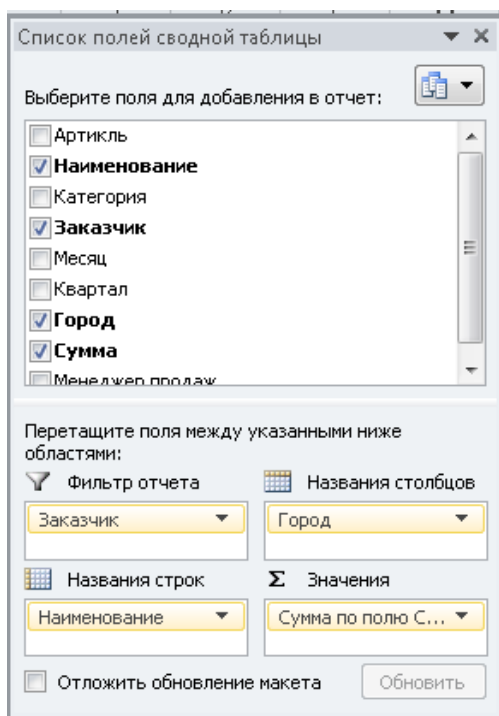 Список полей сводной таблицы
Выберите поля для добавления в отчет:
Артикль
Наименование
Категория
Заказчик
Месяц
Квартал
Город
Сумма
Менеджер продаж
Перетащите поля между указанными ниже
областями:
Фильтр отчета
Названия столбцов
Заказчик
Город
Названия строк
Σ Значения
Наименование
Сумма по полю С...
Отложить обновление макета
Обновить